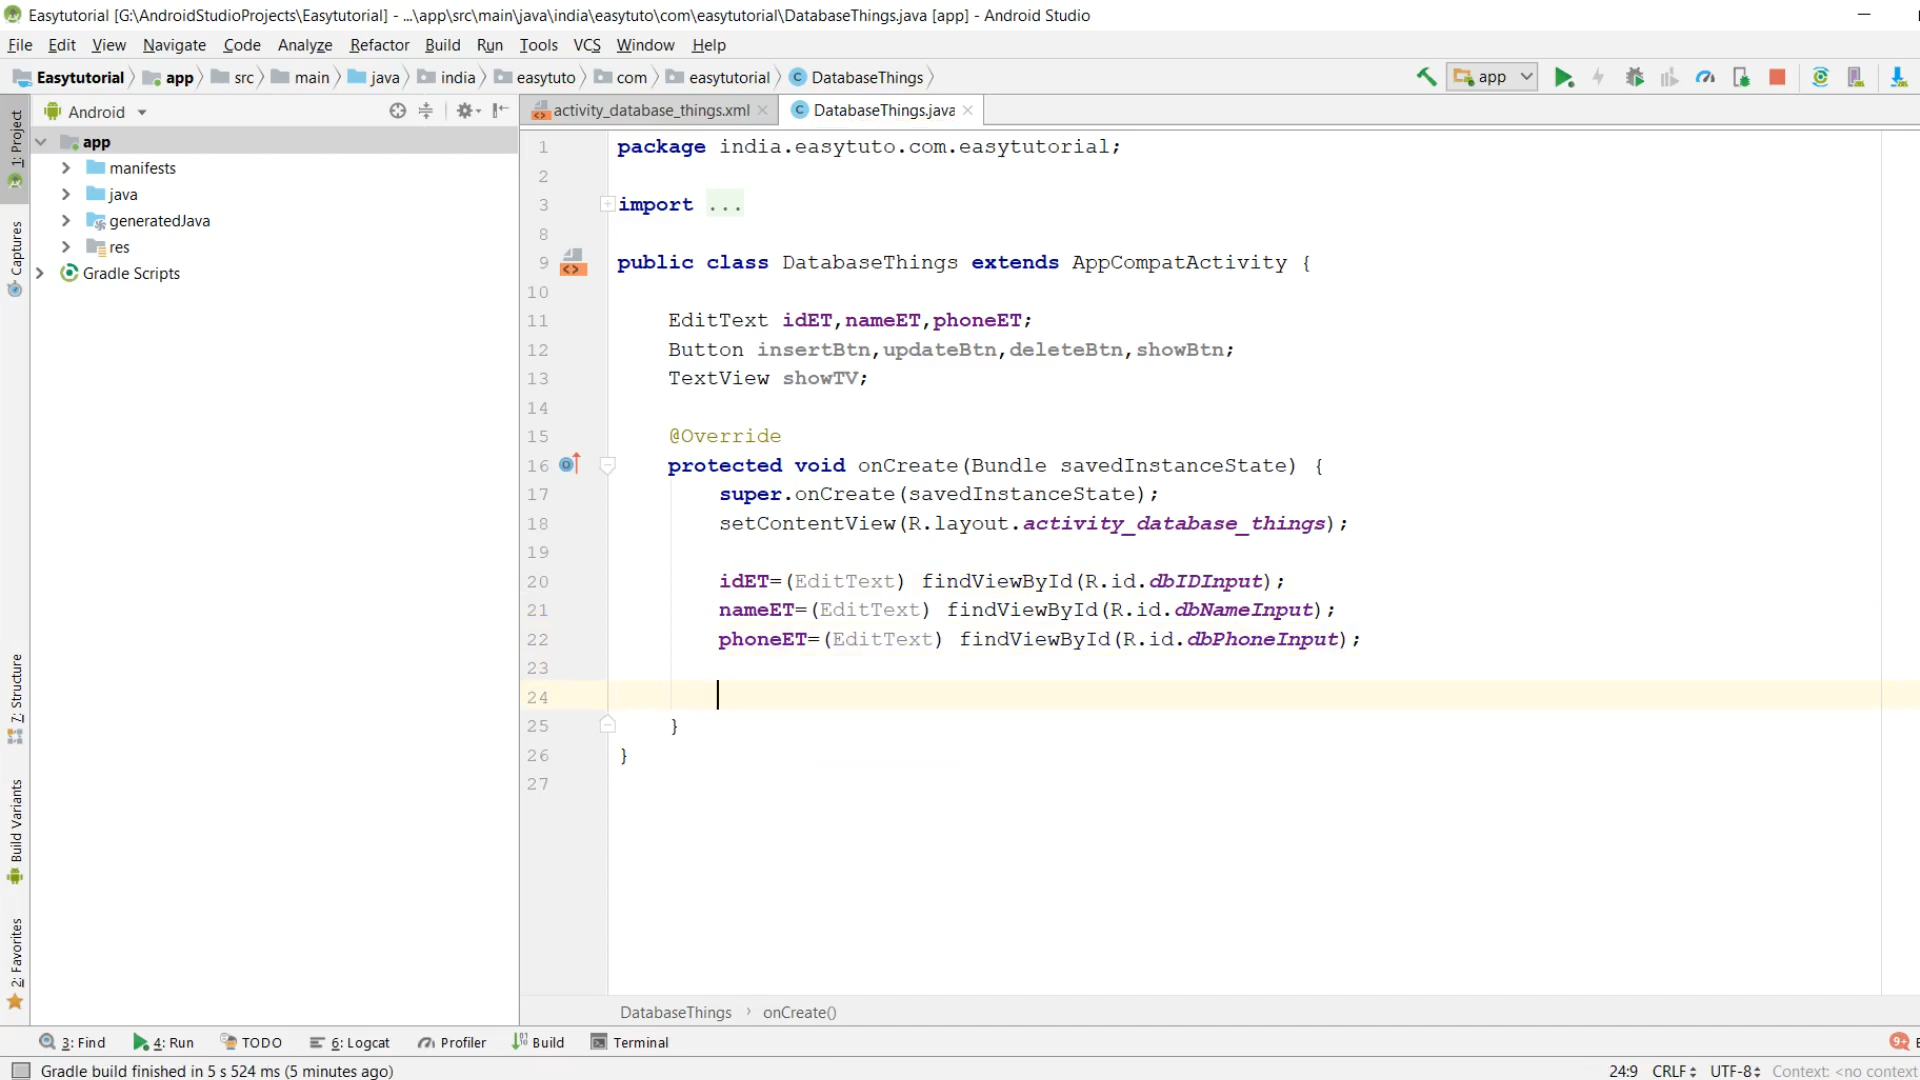 Easytutorial [G:\AndroidStudioProjects\Easytutorial] - ...\app\src\main\java\india\easytuto\com\easytutorial\DatabaseThings.java [app] - Android Studio
File Edit View Navigate Code Analyze Refactor Build Run Tools VCS Window Help
Easytutorial app src main java india easytuto com easytutorial DatabaseThings app
Android
activity_database_things.xml DatabaseThings.java
1: Project
Captures
7: Structure
Build Variants
2: Favorites
app
manifests
java
generatedJava
res
Gradle Scripts
1 package india.easytuto.com.easytutorial;
2
3 import ...
8
9 public class DatabaseThings extends AppCompatActivity {
10
11 EditText idET,nameET,phoneET;
12 Button insertBtn,updateBtn,deleteBtn,showBtn;
13 TextView showTV;
14
15 @Override
16 protected void onCreate(Bundle savedInstanceState) {
17 super.onCreate(savedInstanceState);
18 setContentView(R.layout.activity_database_things);
19
20 idET=(EditText) findViewById(R.id.dbIDInput);
21 nameET=(EditText) findViewById(R.id.dbNameInput);
22 phoneET=(EditText) findViewById(R.id.dbPhoneInput);
23
24
25 }
26 }
27
DatabaseThings › onCreate()
3: Find 4: Run TODO 6: Logcat Profiler Build Terminal 9+ E
Gradle build finished in 5 s 524 ms (5 minutes ago) 24:9 CRLF UTF-8 Context: <no context